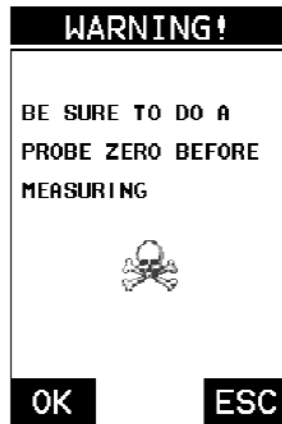 WARNING!
BE SURE TO DO A
PROBE ZERO BEFORE
MEASURING
OK ESC